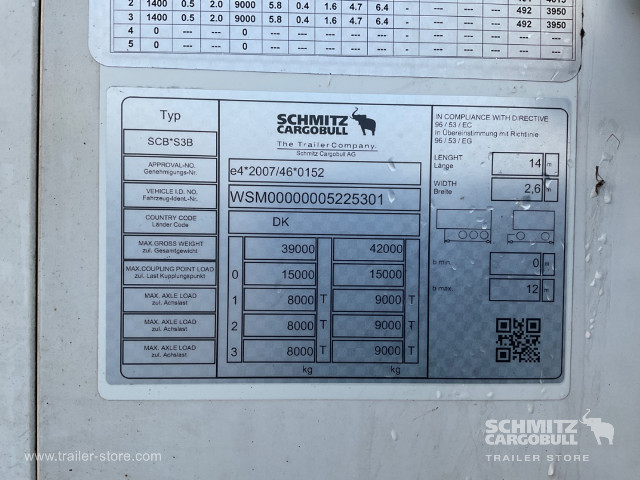 2 1400 0.5 2.0 9000 5.8 0.4 1.6 4.7 6.4
3 1400 0.5 2.0 9000 5.8 0.4 1.6 4.7 6.4 - - - - 492 3950
4 0 --- --- 0 --- --- --- --- --- 0 ---
5 0 --- --- 0 --- --- --- --- --- 0 ---
Typ
SCB*S3B
APPROVAL-NO.
Genehmigungs-Nr.
e4*2007/46*0152
VEHICLE I.D. NO.
Fahrzeug-Ident.-Nr.
WSM00000005225301
COUNTRY CODE
Länder Code
DK
MAX.GROSS WEIGHT
zul. Gesamtgewicht
39000 42000
MAX.COUPLING POINT LOAD
zul. Last Kupplungspunkt
0 15000 15000
MAX. AXLE LOAD
zul. Achslast
1 8000 T 9000 T
MAX. AXLE LOAD
zul. Achslast
2 8000 T 9000 T
MAX. AXLE LOAD
zul. Achslast
3 8000 T 9000 T
kg kg
SCHMITZ
CARGOBULL
The TrailerCompany.
Schmitz Cargobull AG
IN COMPLIANCE WITH DIRECTIVE
96 / 53 / EC
in Übereinstimmung mit Richtlinie
96 / 53 / EG
LENGHT
Länge
14 m
WIDTH
Breite
2,6 m
h min. 0 m
h max. 12 m
SCHMITZ
CARGOBULL
TRAILER STORE
www.trailer-store.com